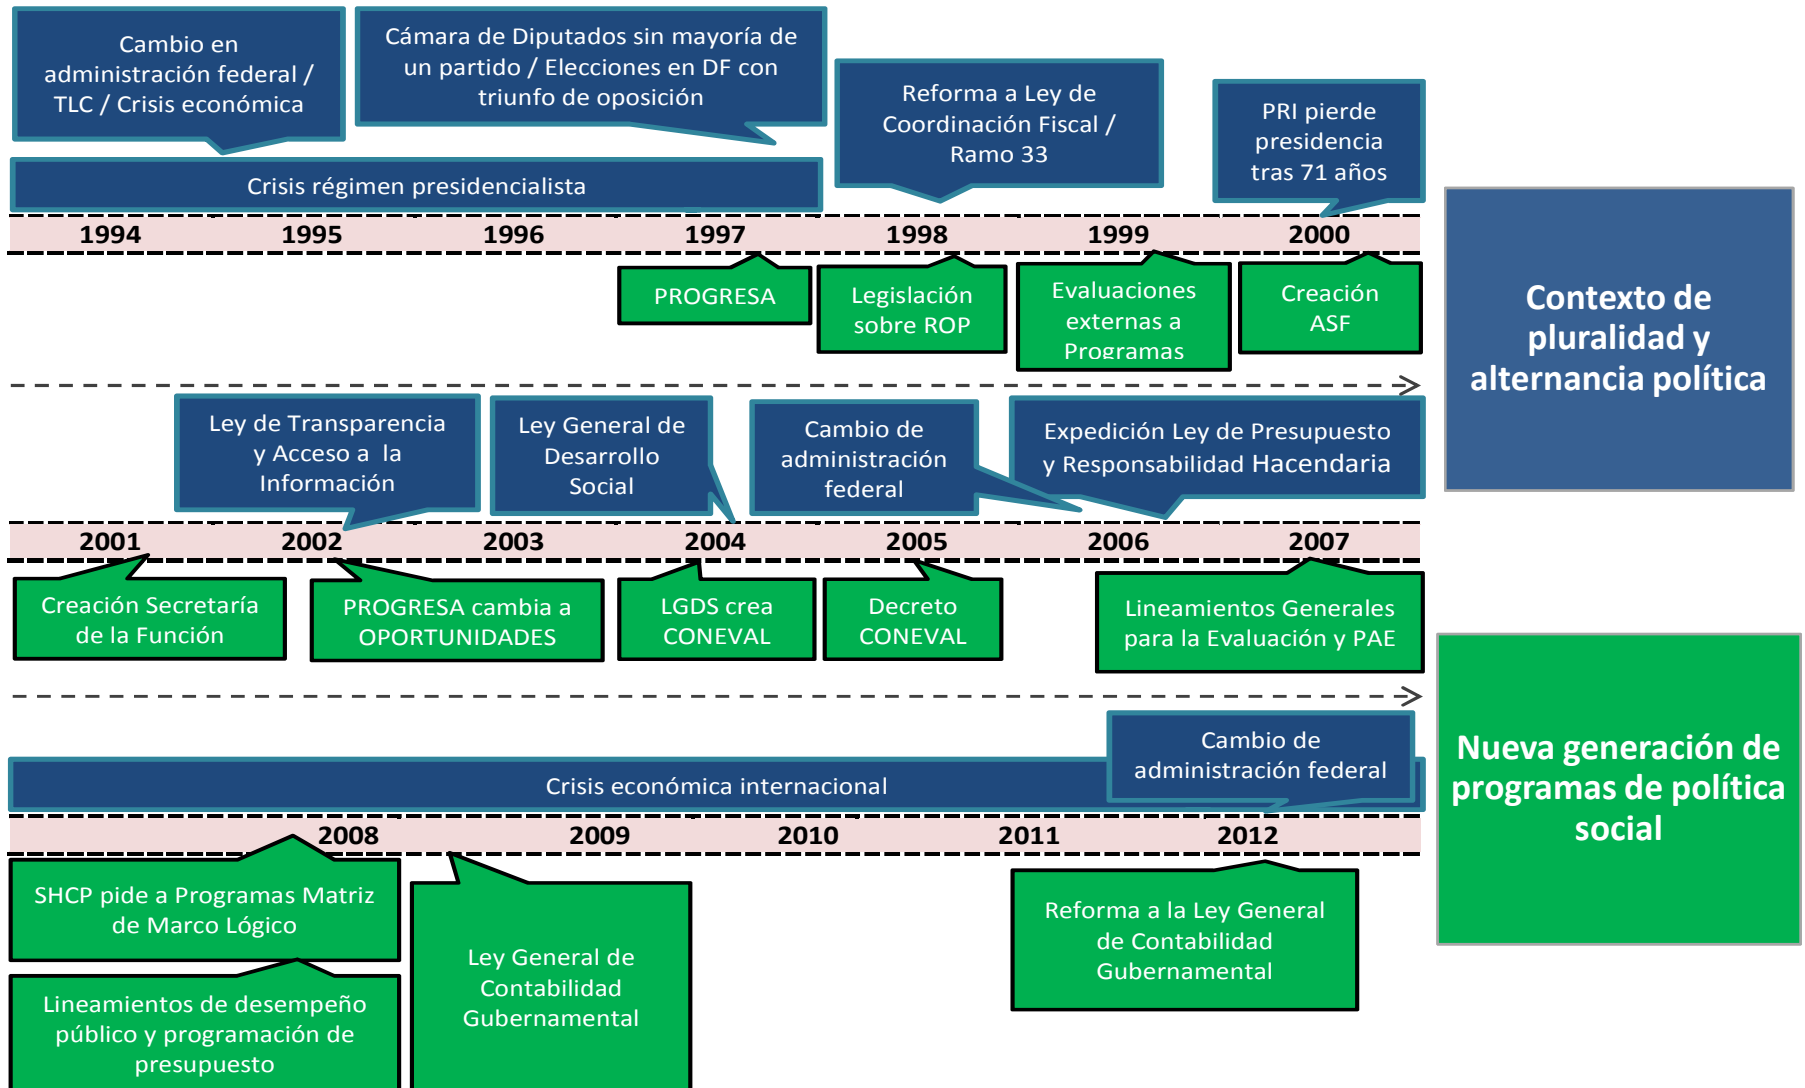 Cambio en
administración federal /
TLC / Crisis económica
Cámara de Diputados sin mayoría de
un partido / Elecciones en DF con
triunfo de oposición
Reforma a Ley de
Coordinación Fiscal /
Ramo 33
PRI pierde
presidencia
tras 71 años
Crisis régimen presidencialista
1994 1995 1996 1997 1998 1999 2000
PROGRESA
Legislación
sobre ROP
Evaluaciones
externas a
Programas
Creación
ASF
Contexto de
pluralidad y
alternancia política
Ley de Transparencia
y Acceso a la
Información
Ley General de
Desarrollo
Social
Cambio de
administración
federal
Expedición Ley de Presupuesto
y Responsabilidad Hacendaria
2001 2002 2003 2004 2005 2006 2007
Creación Secretaría
de la Función
PROGRESA cambia a
OPORTUNIDADES
LGDS crea
CONEVAL
Decreto
CONEVAL
Lineamientos Generales
para la Evaluación y PAE
Nueva generación de
programas de política
social
Cambio de
administración federal
Crisis económica internacional
2008 2009 2010 2011 2012
SHCP pide a Programas Matriz
de Marco Lógico
Lineamientos de desempeño
público y programación de
presupuesto
Ley General de
Contabilidad
Gubernamental
Reforma a la Ley General
de Contabilidad
Gubernamental